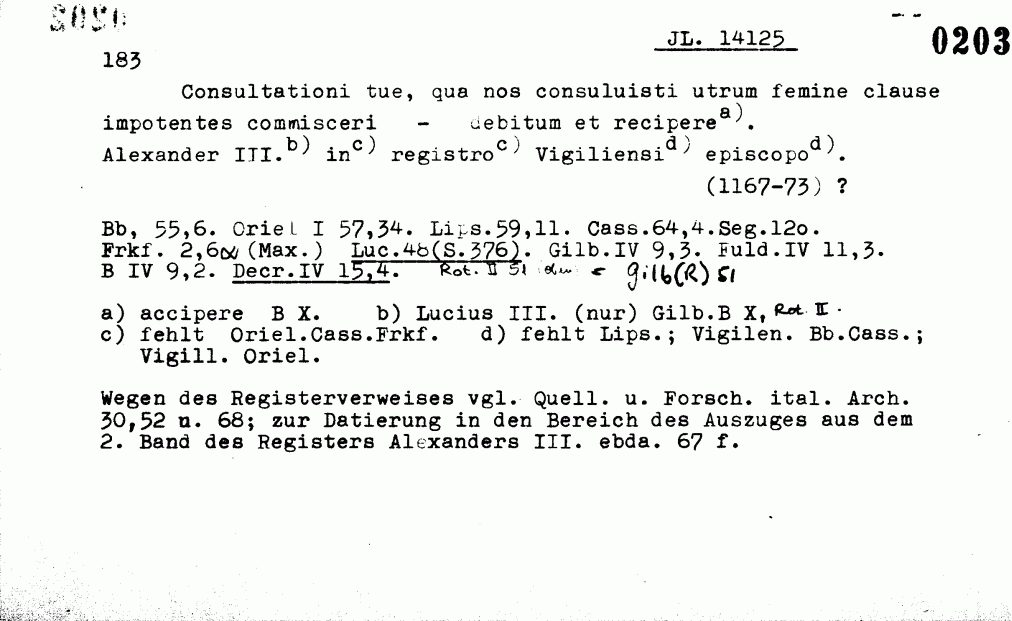 JL. 14125
0203
183
Consultationi tue, qua nos consuluisti utrum femine clause
impotentes commisceri - debitum et recipere a).
Alexander III. b) in c) registro c) Vigiliensi d) episcopo d).
(1167-73) ?
Bb, 55,6. Oriel I 57,34. Lips.59,11. Cass.64,4.Seg.12o.
Frkf. 2,6α (Max.) Luc.48(S.376). Gilb.IV 9,3. Fuld.IV 11,3.
B IV 9,2. Decr.IV 15,4. Rot. II 51 = Gilb(R) 51
a) accipere B X. b) Lucius III. (nur) Gilb.B X, Rot. II.
c) fehlt Oriel.Cass.Frkf. d) fehlt Lips.; Vigilen. Bb.Cass.;
Vigill. Oriel.
Wegen des Registerverweises vgl. Quell. u. Forsch. ital. Arch.
30,52 n. 68; zur Datierung in den Bereich des Auszuges aus dem
2. Band des Registers Alexanders III. ebda. 67 f.